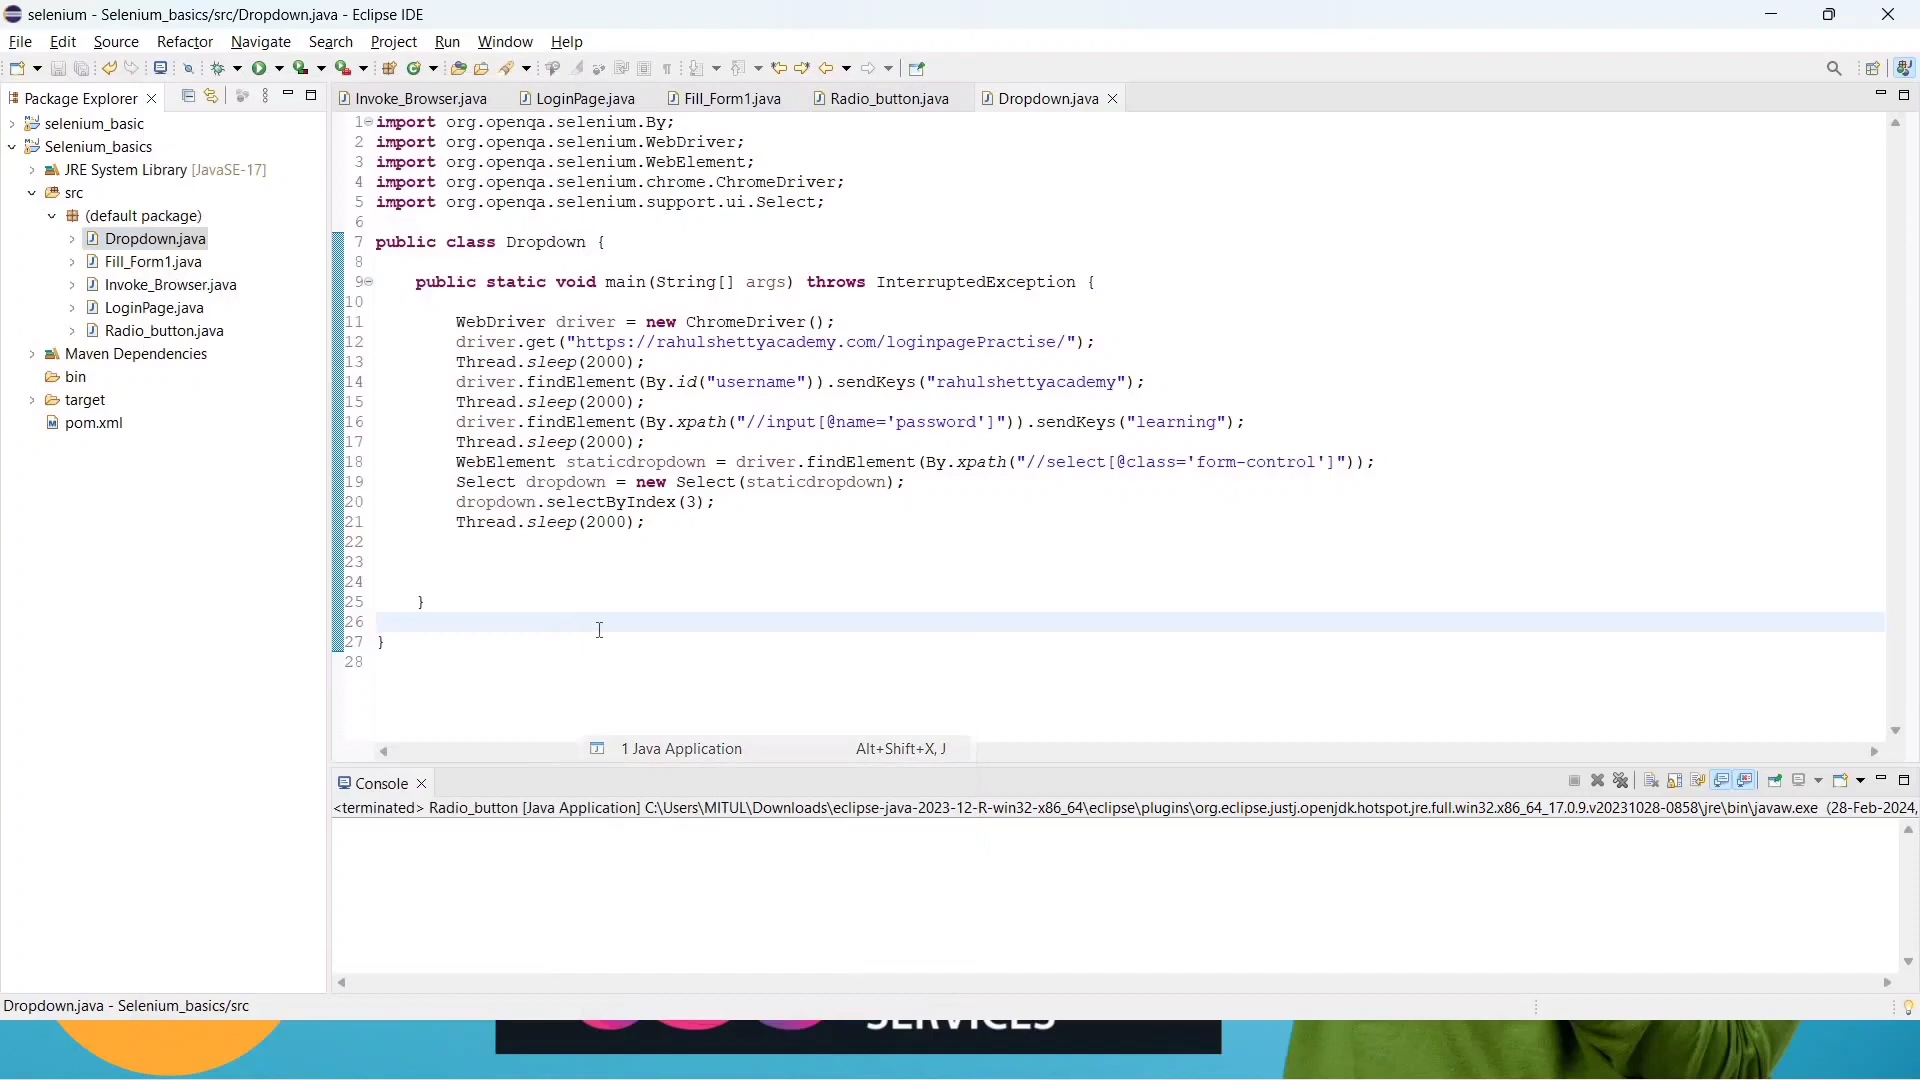 selenium - Selenium_basics/src/Dropdown.java - Eclipse IDE
File Edit Source Refactor Navigate Search Project Run Window Help
Package Explorer
selenium_basic
Selenium_basics
JRE System Library [JavaSE-17]
src
(default package)
Dropdown.java
Fill_Form1.java
Invoke_Browser.java
LoginPage.java
Radio_button.java
Maven Dependencies
bin
target
pom.xml
Invoke_Browser.java LoginPage.java Fill_Form1.java Radio_button.java Dropdown.java
1 import org.openqa.selenium.By;
2 import org.openqa.selenium.WebDriver;
3 import org.openqa.selenium.WebElement;
4 import org.openqa.selenium.chrome.ChromeDriver;
5 import org.openqa.selenium.support.ui.Select;
6
7 public class Dropdown {
8
9 public static void main(String[] args) throws InterruptedException {
10
11 WebDriver driver = new ChromeDriver();
12 driver.get("https://rahulshettyacademy.com/loginpagePractise/");
13 Thread.sleep(2000);
14 driver.findElement(By.id("username")).sendKeys("rahulshettyacademy");
15 Thread.sleep(2000);
16 driver.findElement(By.xpath("//input[@name='password']")).sendKeys("learning");
17 Thread.sleep(2000);
18 WebElement staticdropdown = driver.findElement(By.xpath("//select[@class='form-control']"));
19 Select dropdown = new Select(staticdropdown);
20 dropdown.selectByIndex(3);
21 Thread.sleep(2000);
22
23
24
25 }
26
27 }
28
1 Java Application Alt+Shift+X, J
Console
<terminated> Radio_button [Java Application] C:\Users\MITUL\Downloads\eclipse-java-2023-12-R-win32-x86_64\eclipse\plugins\org.eclipse.justj.openjdk.hotspot.jre.full.win32.x86_64_17.0.9.v20231028-0858\jre\bin\javaw.exe (28-Feb-2024,
Dropdown.java - Selenium_basics/src
SERVICES